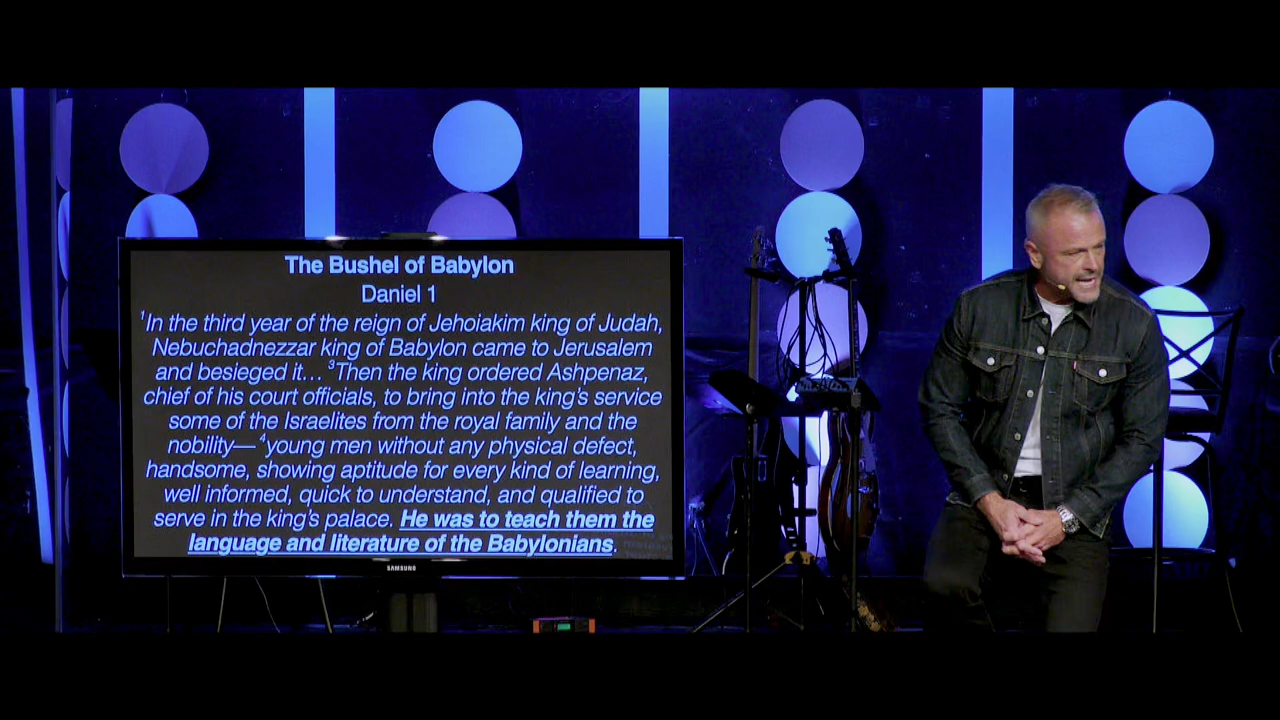 The Bushel of Babylon
Daniel 1
¹In the third year of the reign of Jehoiakim king of Judah,
Nebuchadnezzar king of Babylon came to Jerusalem
and besieged it… ³Then the king ordered Ashpenaz,
chief of his court officials, to bring into the king's service
some of the Israelites from the royal family and the
nobility— ⁴young men without any physical defect,
handsome, showing aptitude for every kind of learning,
well informed, quick to understand, and qualified to
serve in the king's palace. He was to teach them the
language and literature of the Babylonians.
SAMSUNG